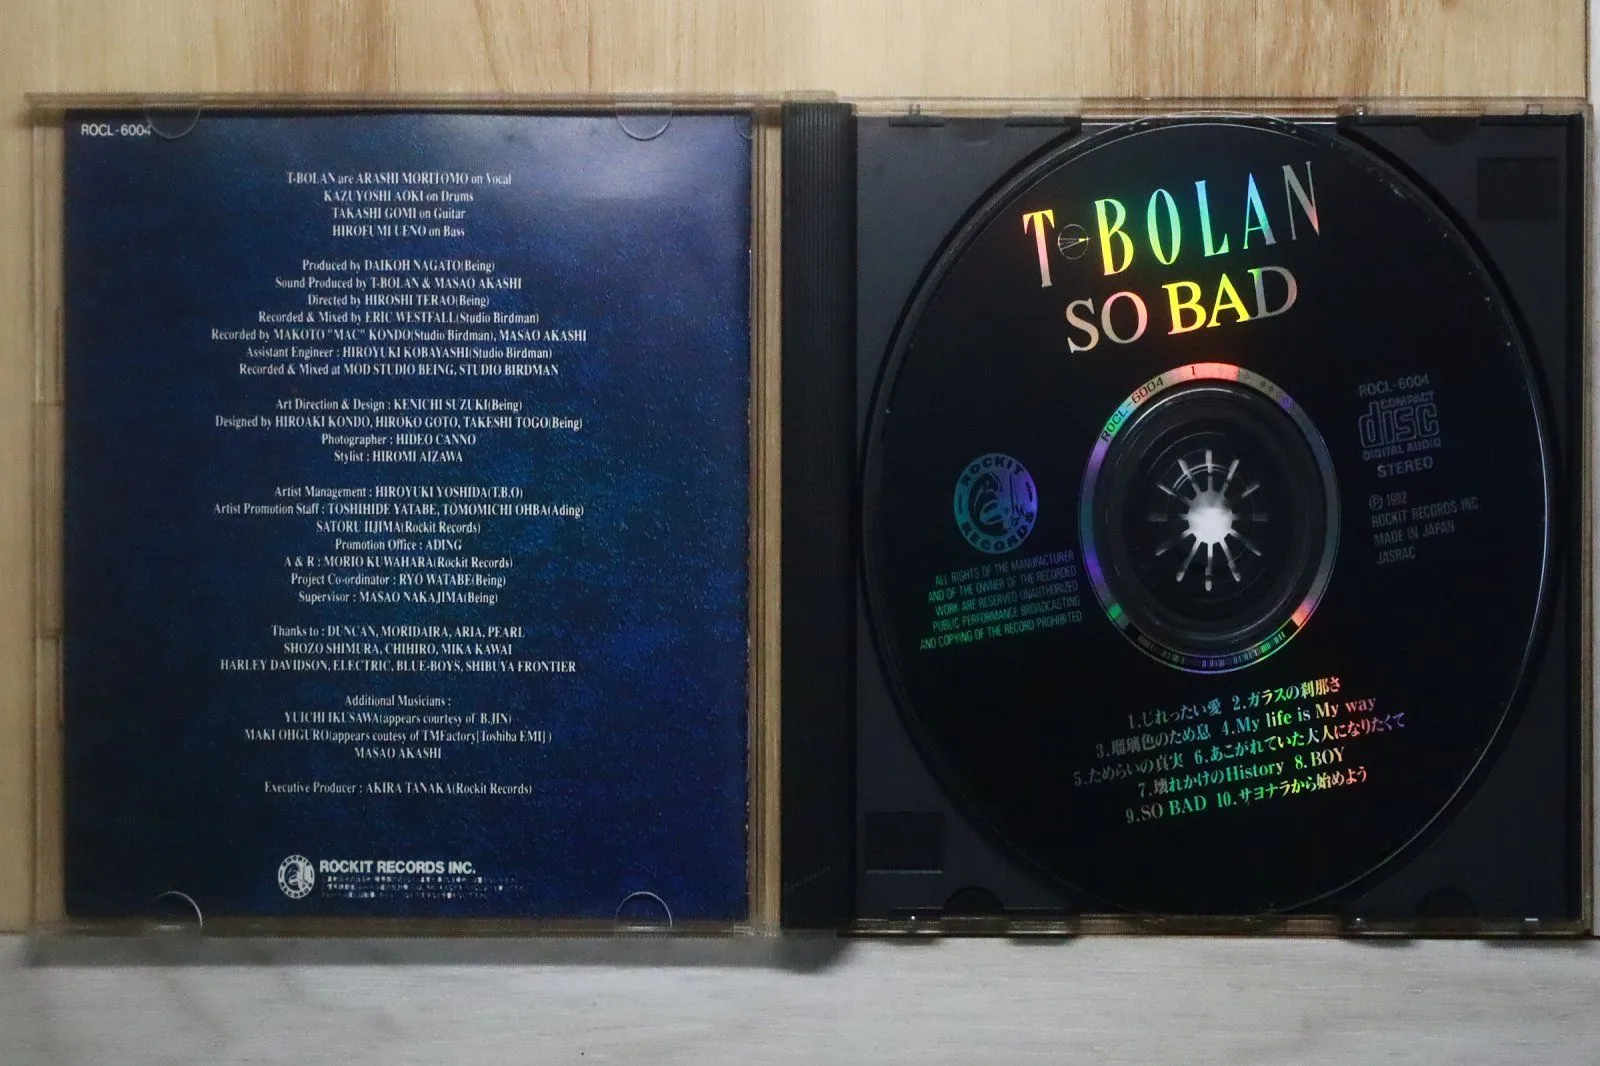 ROCL-6004
T-BOLAN are ARASHI MORITOMO on Vocal
KAZUYOSHI AOKI on Drums
TAKASHI GOMI on Guitar
HIROFUMI UENO on Bass
Produced by DAIKOH NAGATO(Being)
Sound Produced by T-BOLAN & MASAO AKASHI
Directed by HIROSHI TERAO(Being)
Recorded & Mixed by ERIC WESTFALL(Studio Birdman)
Recorded by MAKOTO "MAC" KONDO(Studio Birdman), MASAO AKASHI
Assistant Engineer : HIROYUKI KOBAYASHI(Studio Birdman)
Recorded & Mixed at MOD STUDIO BEING, STUDIO BIRDMAN
Art Direction & Design : KENICHI SUZUKI(Being)
Designed by HIROAKI KONDO, HIROKO GOTO, TAKESHI TOGO(Being)
Photographer : HIDEO CANNO
Stylist : HIROMI AIZAWA
Artist Management : HIROYUKI YOSHIDA(T.B.O)
Artist Promotion Staff : TOSHIHIDE YATABE, TOMOMICHI OHBA(Ading)
SATORU IIJIMA(Rockit Records)
Promotion Office : ADING
A & R : MORIO KUWAHARA(Rockit Records)
Project Co-ordinator : RYO WATABE(Being)
Supervisor : MASAO NAKAJIMA(Being)
Thanks to : DUNCAN, MORIDAIRA, ARIA, PEARL
SHOZO SHIMURA, CHIHIRO, MIKA KAWAI
HARLEY DAVIDSON, ELECTRIC, BLUE-BOYS, SHIBUYA FRONTIER
Additional Musicians :
YUICHI IKUSAWA(appears courtesy of B.JIN)
MAKI OHGURO(appears coutesy of TMFactory[Toshiba EMI])
MASAO AKASHI
Executive Producer : AKIRA TANAKA(Rockit Records)
ROCKIT RECORDS INC.
T-BOLAN
SO BAD
ROCL-6004 1
ROCL-6004
COMPACT
disc
DIGITAL AUDIO
STEREO
ROCKIT RECORDS
Ⓟ 1992
ROCKIT RECORDS INC.
MADE IN JAPAN
JASRAC
ALL RIGHTS OF THE MANUFACTURER
AND OF THE OWNER OF THE RECORDED
WORK ARE RESERVED UNAUTHORIZED
PUBLIC PERFORMANCE BROADCASTING
AND COPYING OF THE RECORD PROHIBITED
1.じれったい愛 2.ガラスの刹那さ
3.瑠璃色のため息 4.My life is My way
5.ためらいの真実 6.あこがれていた大人になりたくて
7.壊れかけのHistory 8.BOY
9.SO BAD 10.サヨナラから始めよう